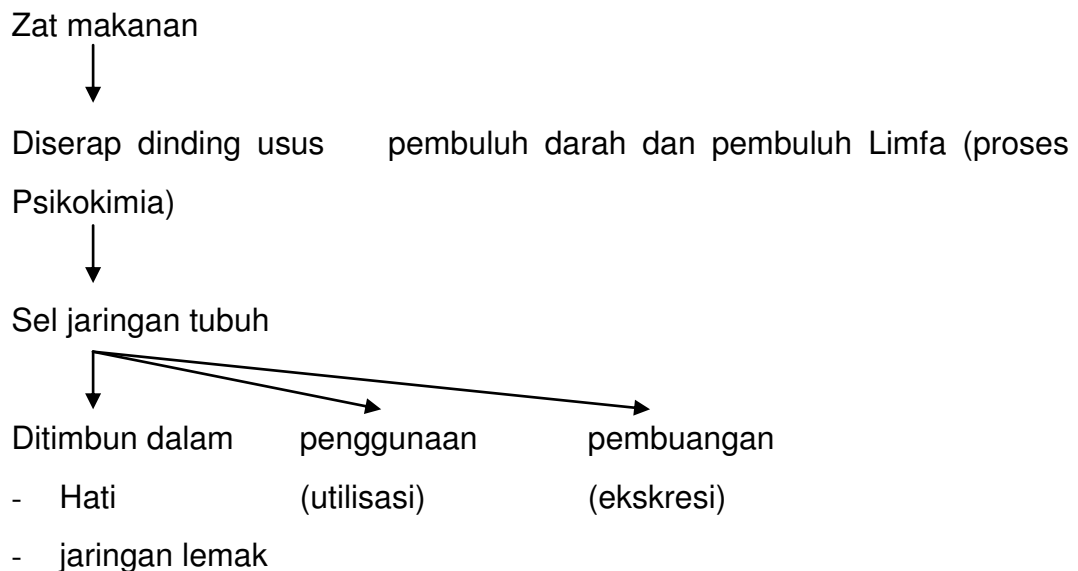 Zat makanan
Diserap dinding usus pembuluh darah dan pembuluh Limfa (proses
Psikokimia)
Sel jaringan tubuh
Ditimbun dalam penggunaan pembuangan
- Hati (utilisasi) (ekskresi)
- jaringan lemak